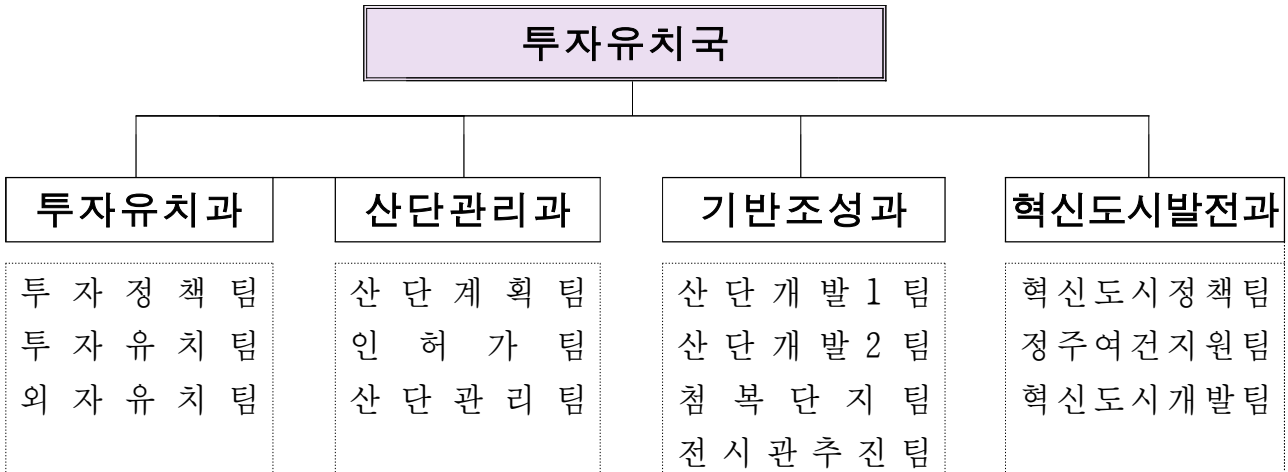 투자유치국
투자유치과
산단관리과
기반조성과
혁신도시발전과
투 자 정 책 팀
투 자 유 치 팀
외 자 유 치 팀
산 단 계 획 팀
인 허 가 팀
산 단 관 리 팀
산 단 개 발 1 팀
산 단 개 발 2 팀
첨 복 단 지 팀
전 시 관 추 진 팀
혁신도시정책팀
정주여건지원팀
혁신도시개발팀